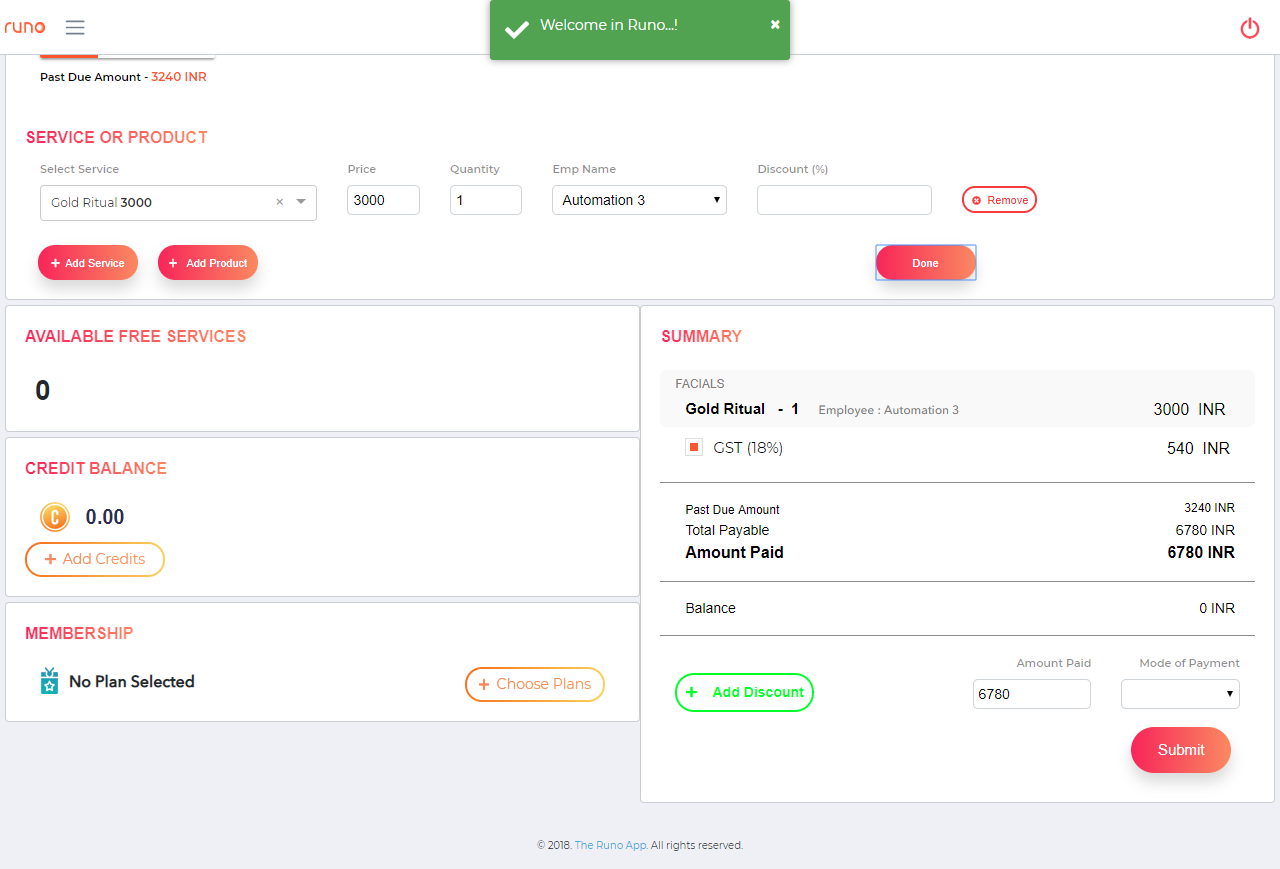 runo
Welcome in Runo...!
Past Due Amount - 3240 INR
SERVICE OR PRODUCT
Select Service Price Quantity Emp Name Discount (%)
Gold Ritual 3000 × 3000 1 Automation 3 Remove
+ Add Service + Add Product Done
AVAILABLE FREE SERVICES
0
CREDIT BALANCE
C 0.00
+ Add Credits
MEMBERSHIP
No Plan Selected + Choose Plans
SUMMARY
FACIALS
Gold Ritual - 1 Employee : Automation 3 3000 INR
GST (18%) 540 INR
Past Due Amount 3240 INR
Total Payable 6780 INR
Amount Paid 6780 INR
Balance 0 INR
Amount Paid Mode of Payment
+ Add Discount 6780
Submit
© 2018. The Runo App. All rights reserved.